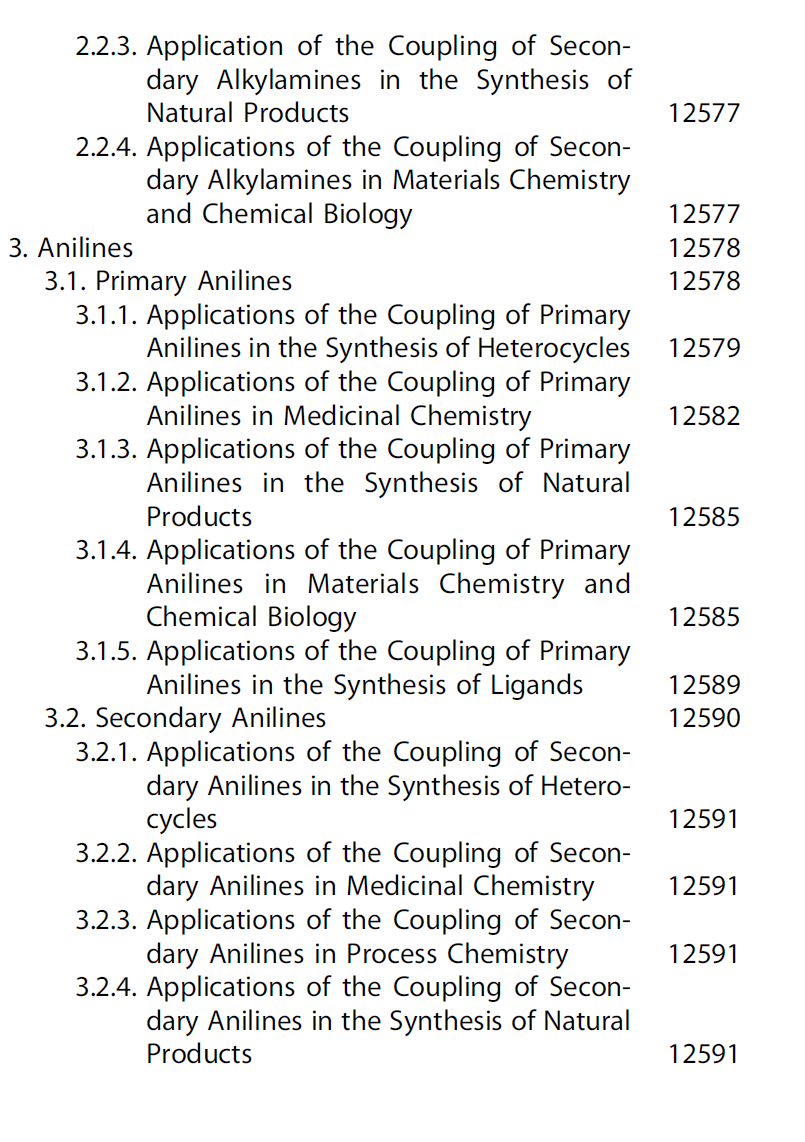 2.2.3. Application of the Coupling of Secon-
dary Alkylamines in the Synthesis of
Natural Products 12577
2.2.4. Applications of the Coupling of Secon-
dary Alkylamines in Materials Chemistry
and Chemical Biology 12577
3. Anilines 12578
3.1. Primary Anilines 12578
3.1.1. Applications of the Coupling of Primary
Anilines in the Synthesis of Heterocycles 12579
3.1.2. Applications of the Coupling of Primary
Anilines in Medicinal Chemistry 12582
3.1.3. Applications of the Coupling of Primary
Anilines in the Synthesis of Natural
Products 12585
3.1.4. Applications of the Coupling of Primary
Anilines in Materials Chemistry and
Chemical Biology 12585
3.1.5. Applications of the Coupling of Primary
Anilines in the Synthesis of Ligands 12589
3.2. Secondary Anilines 12590
3.2.1. Applications of the Coupling of Secon-
dary Anilines in the Synthesis of Hetero-
cycles 12591
3.2.2. Applications of the Coupling of Secon-
dary Anilines in Medicinal Chemistry 12591
3.2.3. Applications of the Coupling of Secon-
dary Anilines in Process Chemistry 12591
3.2.4. Applications of the Coupling of Secon-
dary Anilines in the Synthesis of Natural
Products 12591